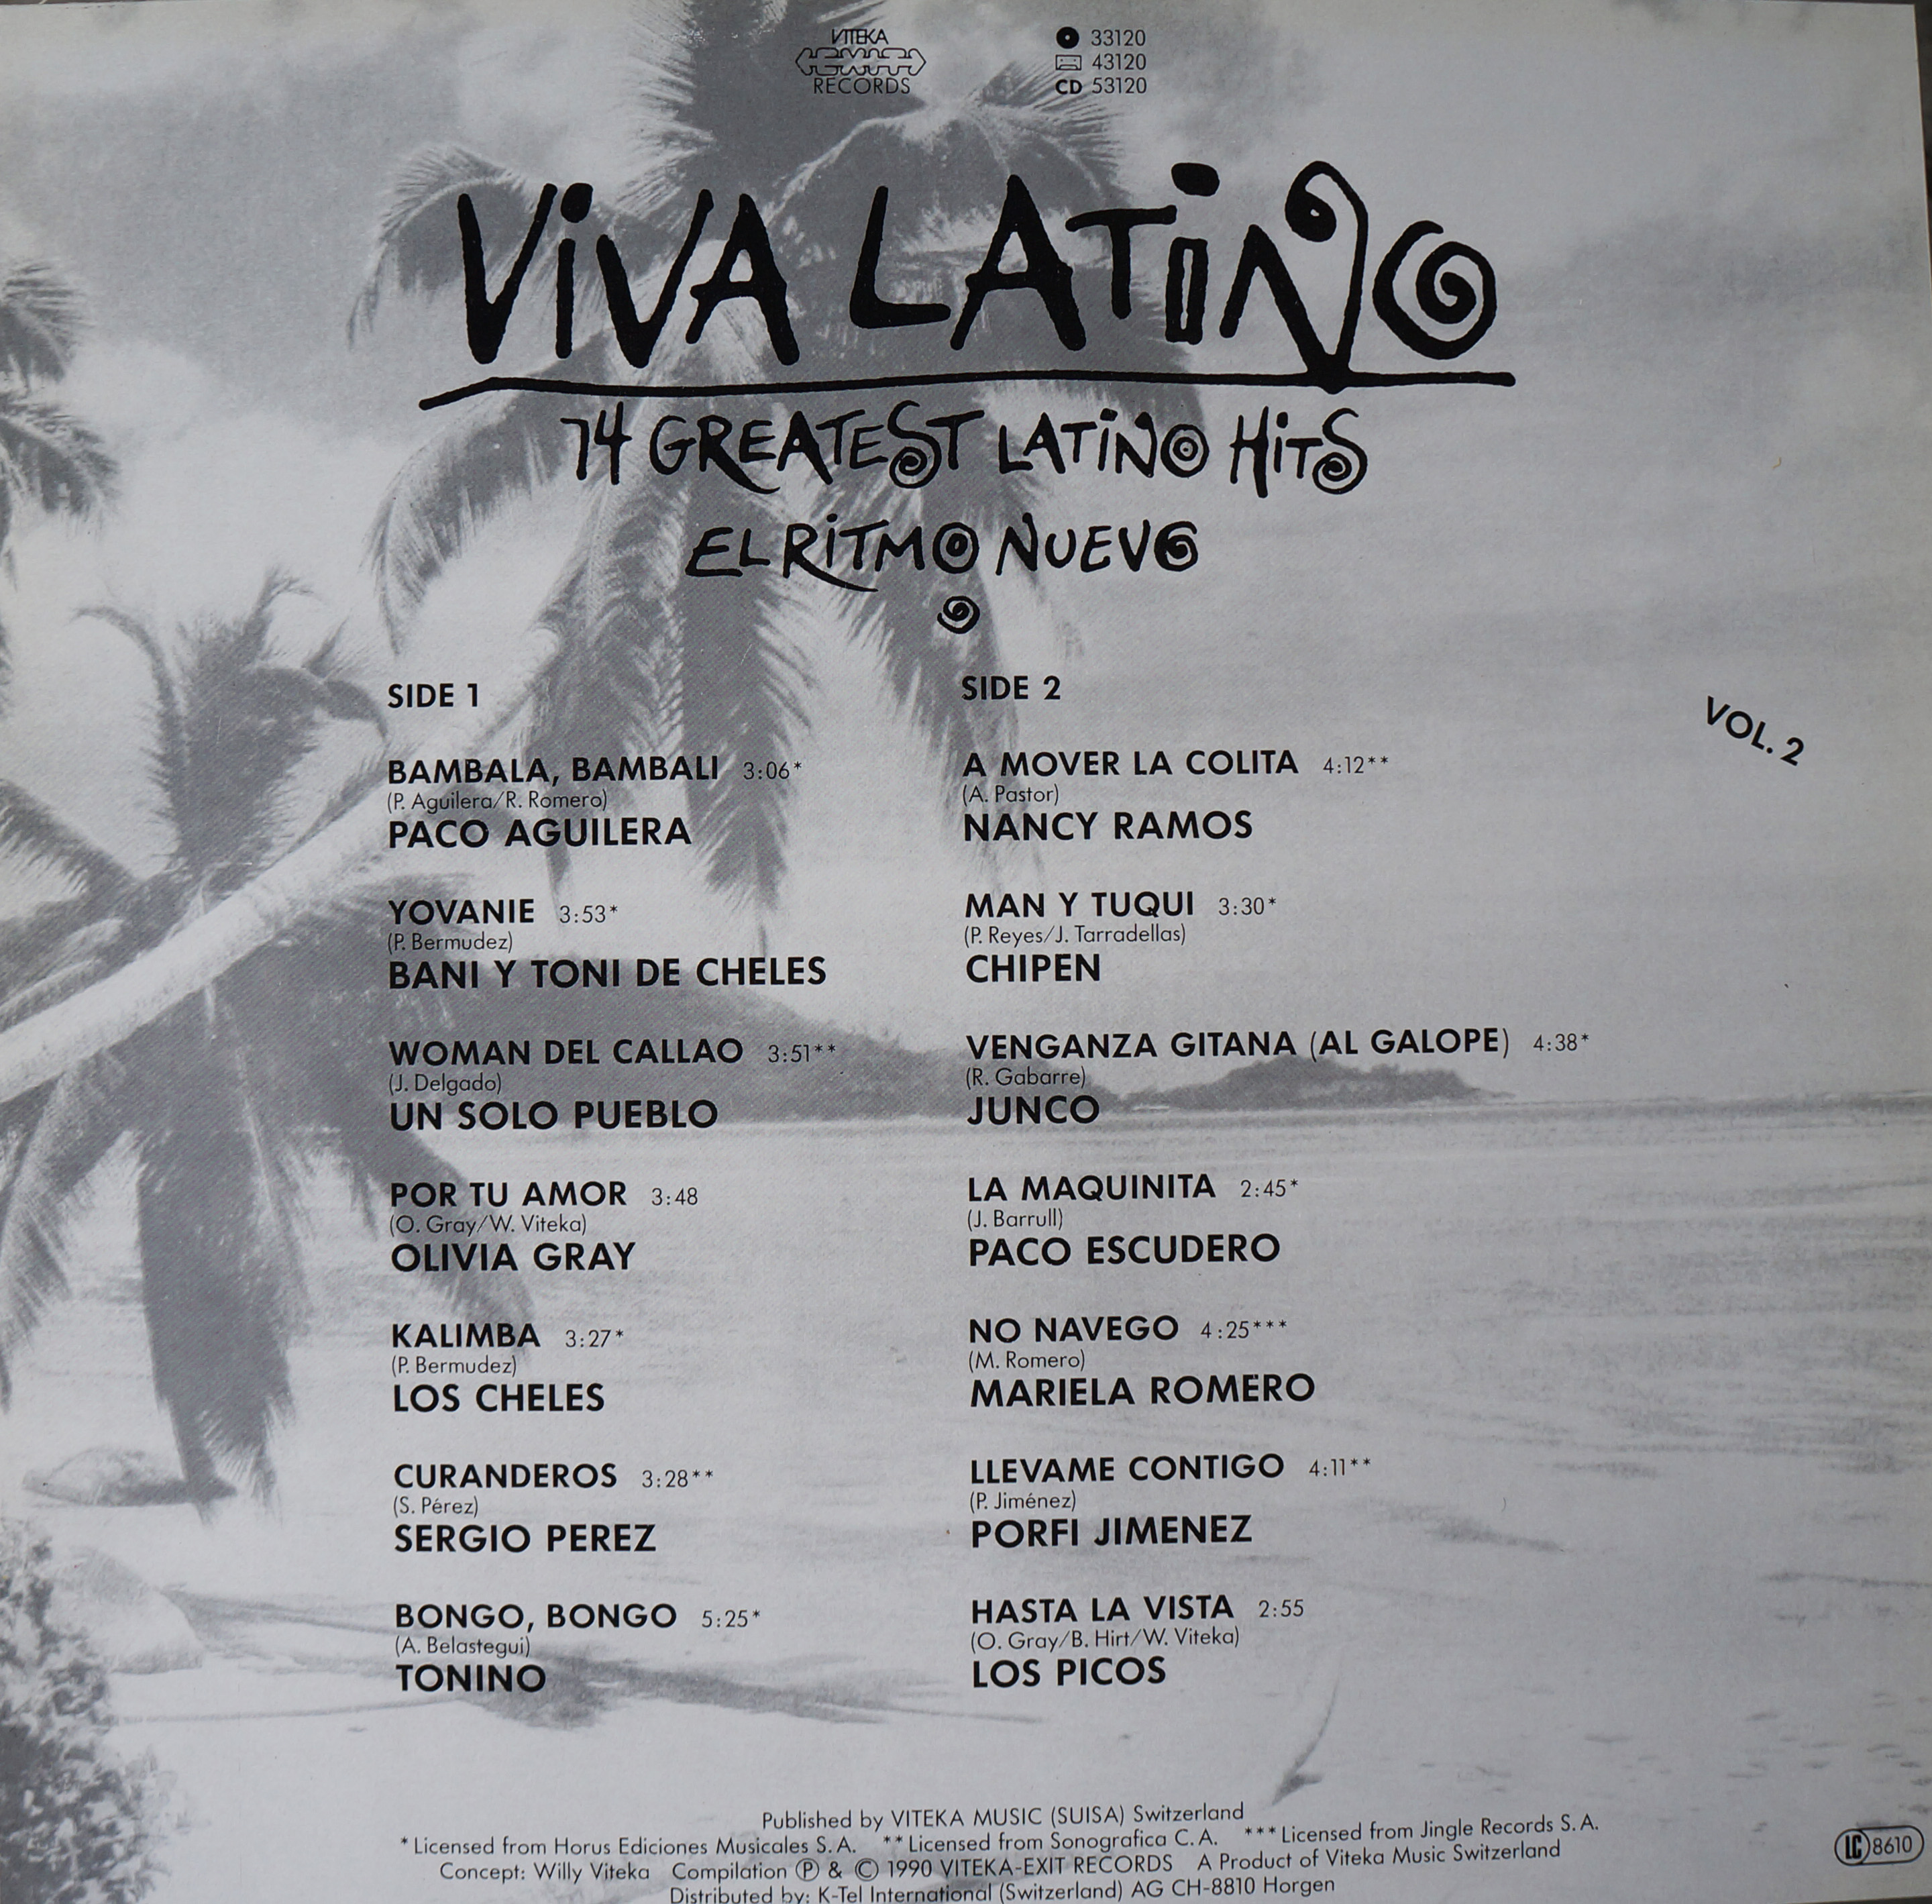 VITEKA
EXIT
RECORDS
33120
43120
CD 53120
ViVA LATiNO
14 GREATEST LATiNO HiTS
EL RiTMO NUEVO
VOL. 2
SIDE 1
BAMBALA, BAMBALI 3:06*
(P. Aguilera/R. Romero)
PACO AGUILERA
YOVANIE 3:53*
(P. Bermudez)
BANI Y TONI DE CHELES
WOMAN DEL CALLAO 3:51**
(J. Delgado)
UN SOLO PUEBLO
POR TU AMOR 3:48
(O. Gray/W. Viteka)
OLIVIA GRAY
KALIMBA 3:27*
(P. Bermudez)
LOS CHELES
CURANDEROS 3:28**
(S. Pérez)
SERGIO PEREZ
BONGO, BONGO 5:25*
(A. Belastegui)
TONINO
SIDE 2
A MOVER LA COLITA 4:12**
(A. Pastor)
NANCY RAMOS
MAN Y TUQUI 3:30*
(P. Reyes/J. Tarradellas)
CHIPEN
VENGANZA GITANA (AL GALOPE) 4:38*
(R. Gabarre)
JUNCO
LA MAQUINITA 2:45*
(J. Barrull)
PACO ESCUDERO
NO NAVEGO 4:25***
(M. Romero)
MARIELA ROMERO
LLEVAME CONTIGO 4:11**
(P. Jiménez)
PORFI JIMENEZ
HASTA LA VISTA 2:55
(O. Gray/B. Hirt/W. Viteka)
LOS PICOS
Published by VITEKA MUSIC (SUISA) Switzerland
*Licensed from Horus Ediciones Musicales S.A. **Licensed from Sonografica C.A. ***Licensed from Jingle Records S.A.
Concept: Willy Viteka Compilation Ⓟ & © 1990 VITEKA-EXIT RECORDS A Product of Viteka Music Switzerland
Distributed by: K-Tel International (Switzerland) AG CH-8810 Horgen
LC 8610